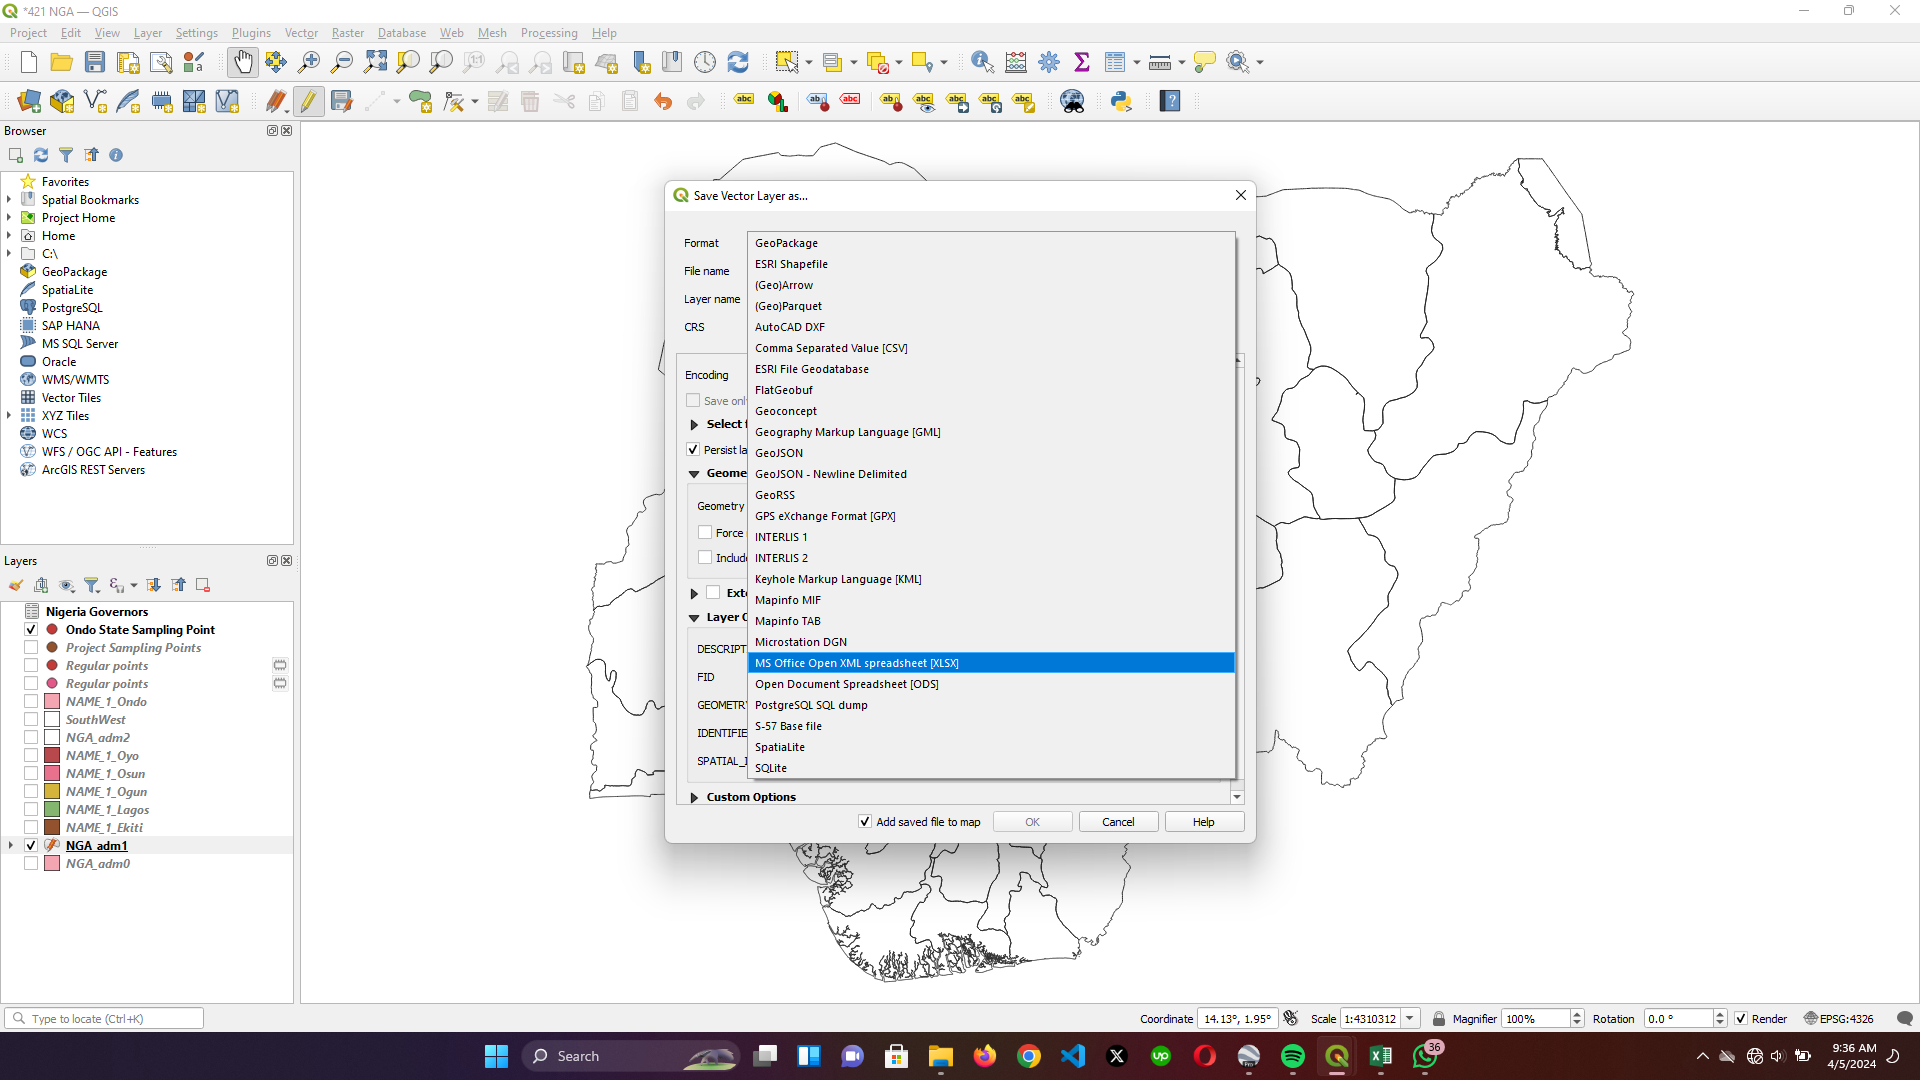 *421 NGA — QGIS
Project Edit View Layer Settings Plugins Vector Raster Database Web Mesh Processing Help
Browser
Favorites
Spatial Bookmarks
Project Home
Home
C:\
GeoPackage
SpatiaLite
PostgreSQL
SAP HANA
MS SQL Server
Oracle
WMS/WMTS
Vector Tiles
XYZ Tiles
WCS
WFS / OGC API - Features
ArcGIS REST Servers
Layers
Nigeria Governors
Ondo State Sampling Point
Project Sampling Points
Regular points
Regular points
NAME_1_Ondo
SouthWest
NGA_adm2
NAME_1_Oyo
NAME_1_Osun
NAME_1_Ogun
NAME_1_Lagos
NAME_1_Ekiti
NGA_adm1
NGA_adm0
Save Vector Layer as...
Format
File name
Layer name
CRS
Encoding
Save onl
Select f
Persist la
Geome
Geometry
Force
Include
Exte
Layer O
DESCRIPT
FID
GEOMETRY
IDENTIFIE
SPATIAL_I
Custom Options
GeoPackage
ESRI Shapefile
(Geo)Arrow
(Geo)Parquet
AutoCAD DXF
Comma Separated Value [CSV]
ESRI File Geodatabase
FlatGeobuf
Geoconcept
Geography Markup Language [GML]
GeoJSON
GeoJSON - Newline Delimited
GeoRSS
GPS eXchange Format [GPX]
INTERLIS 1
INTERLIS 2
Keyhole Markup Language [KML]
Mapinfo MIF
Mapinfo TAB
Microstation DGN
MS Office Open XML spreadsheet [XLSX]
Open Document Spreadsheet [ODS]
PostgreSQL SQL dump
S-57 Base file
SpatiaLite
SQLite
Add saved file to map OK Cancel Help
Type to locate (Ctrl+K) Coordinate 14.13°, 1.95° Scale 1:4310312 Magnifier 100% Rotation 0.0 ° Render EPSG:4326
Search
36
9:36 AM
4/5/2024